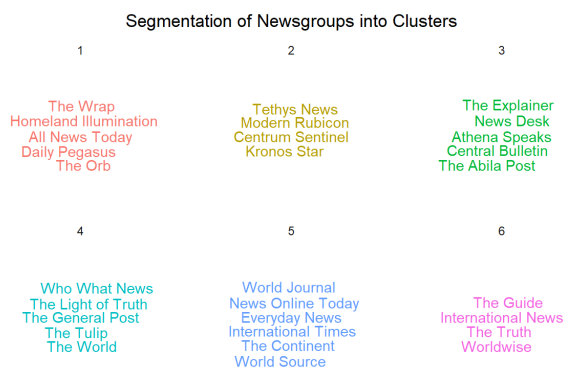 Segmentation of Newsgroups into Clusters
1
2
3
The Wrap
Homeland Illumination
All News Today
Daily Pegasus
The Orb
Tethys News
Modern Rubicon
Centrum Sentinel
Kronos Star
The Explainer
News Desk
Athena Speaks
Central Bulletin
The Abila Post
4
5
6
Who What News
The Light of Truth
The General Post
The Tulip
The World
World Journal
News Online Today
Everyday News
International Times
The Continent
World Source
The Guide
International News
The Truth
Worldwise